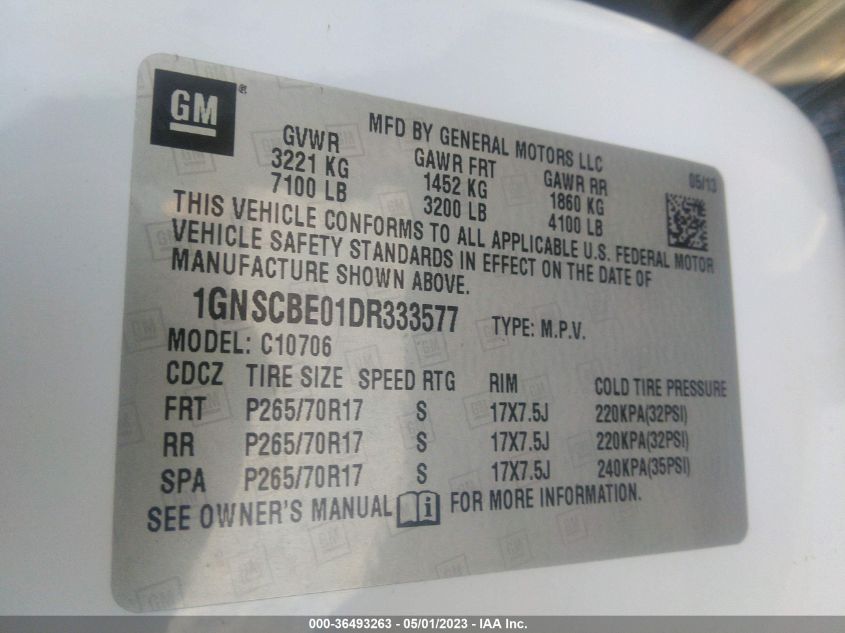 GM ®
MFD BY GENERAL MOTORS LLC 05/13
GVWR GAWR FRT GAWR RR
3221 KG 1452 KG 1860 KG
7100 LB 3200 LB 4100 LB
THIS VEHICLE CONFORMS TO ALL APPLICABLE U.S. FEDERAL MOTOR
VEHICLE SAFETY STANDARDS IN EFFECT ON THE DATE OF
MANUFACTURE SHOWN ABOVE.
1GNSCBE01DR333577 TYPE: M.P.V.
MODEL: C10706
CDCZ TIRE SIZE SPEED RTG RIM COLD TIRE PRESSURE
FRT P265/70R17 S 17X7.5J 220KPA(32PSI)
RR P265/70R17 S 17X7.5J 220KPA(32PSI)
SPA P265/70R17 S 17X7.5J 240KPA(35PSI)
SEE OWNER'S MANUAL i FOR MORE INFORMATION.
000-36493263 - 05/01/2023 - IAA Inc.